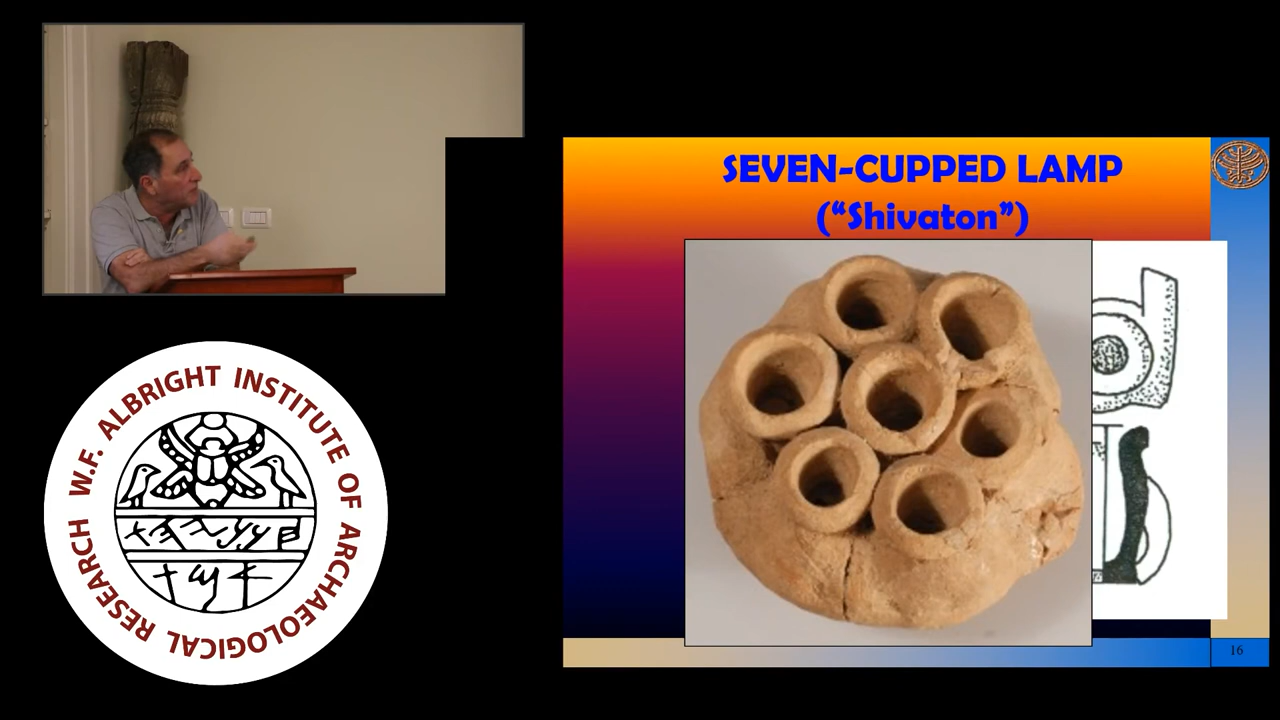 SEVEN-CUPPED LAMP
(“Shivaton”)
W.F. ALBRIGHT INSTITUTE OF ARCHAEOLOGICAL RESEARCH
16